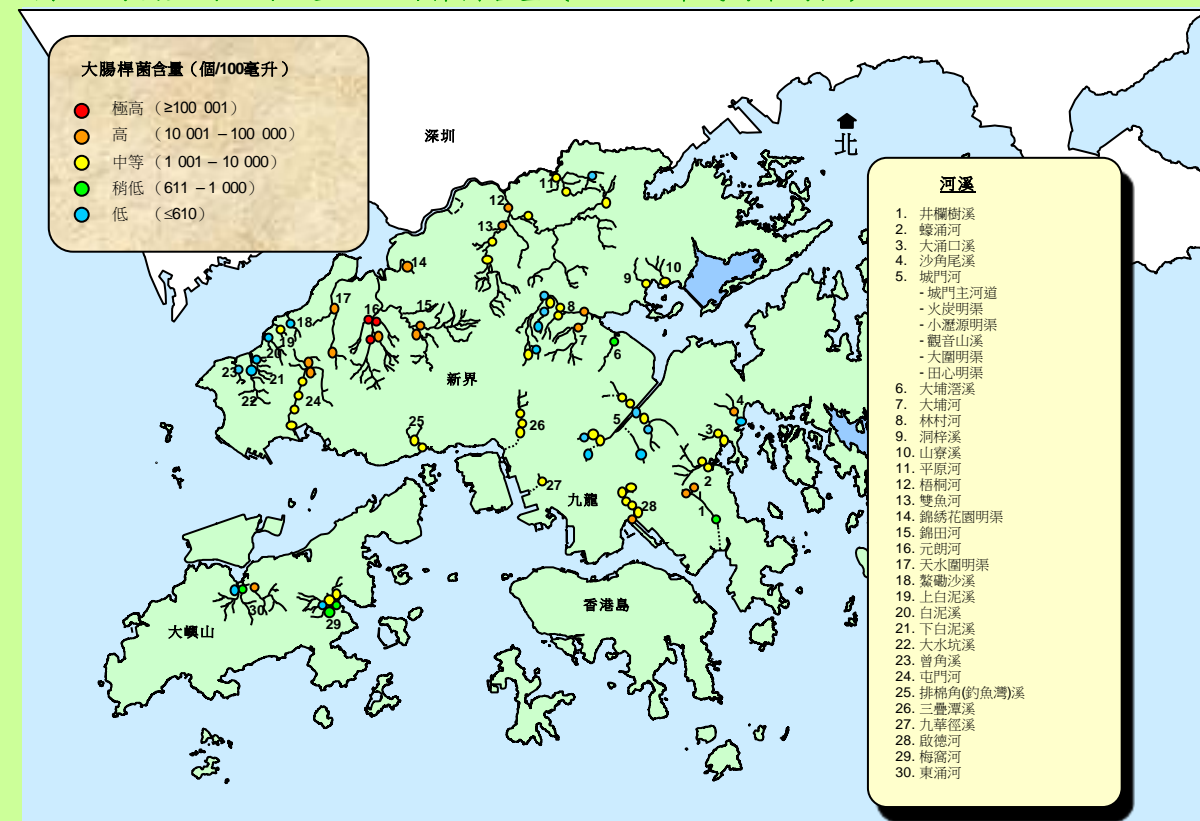 大腸桿菌含量（個/100毫升）
極高（≥100 001）
高（10 001 – 100 000）
中等（1 001 – 10 000）
稍低（611 – 1 000）
低（≤610）
深圳
北
新界
九龍
香港島
大嶼山
11
12
13
14
9
10
17
16
15
8
7
6
18
19
20
21
23
22
24
25
26
5
4
3
2
1
27
28
30
29
河溪
1. 井欄樹溪
2. 蠔涌河
3. 大涌口溪
4. 沙角尾溪
5. 城門河
- 城門主河道
- 火炭明渠
- 小瀝源明渠
- 觀音山溪
- 大圍明渠
- 田心明渠
6. 大埔滘溪
7. 大埔河
8. 林村河
9. 洞梓溪
10. 山寮溪
11. 平原河
12. 梧桐河
13. 雙魚河
14. 錦綉花園明渠
15. 錦田河
16. 元朗河
17. 天水圍明渠
18. 鰲磡沙溪
19. 上白泥溪
20. 白泥溪
21. 下白泥溪
22. 大水坑溪
23. 曾角溪
24. 屯門河
25. 排棉角(釣魚灣)溪
26. 三疊潭溪
27. 九華徑溪
28. 啟德河
29. 梅窩河
30. 東涌河